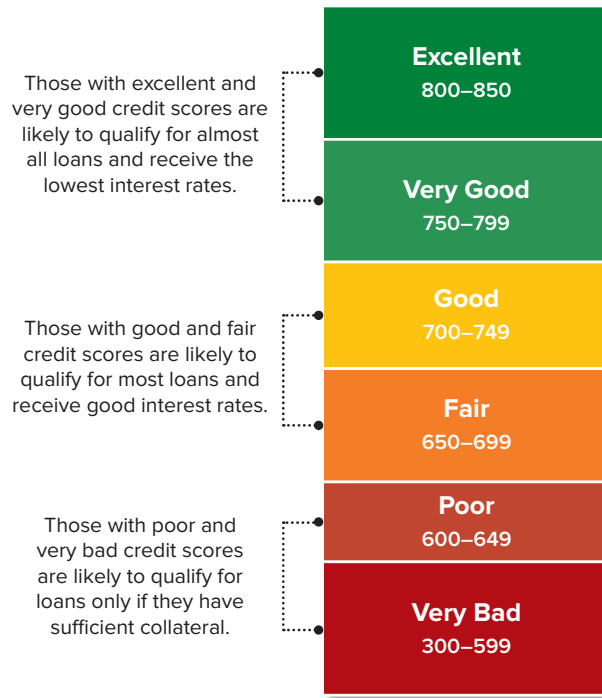 Those with excellent and
very good credit scores are
likely to qualify for almost
all loans and receive the
lowest interest rates.
Excellent
800–850
Very Good
750–799
Those with good and fair
credit scores are likely to
qualify for most loans and
receive good interest rates.
Good
700–749
Fair
650–699
Those with poor and
very bad credit scores
are likely to qualify for
loans only if they have
sufficient collateral.
Poor
600–649
Very Bad
300–599